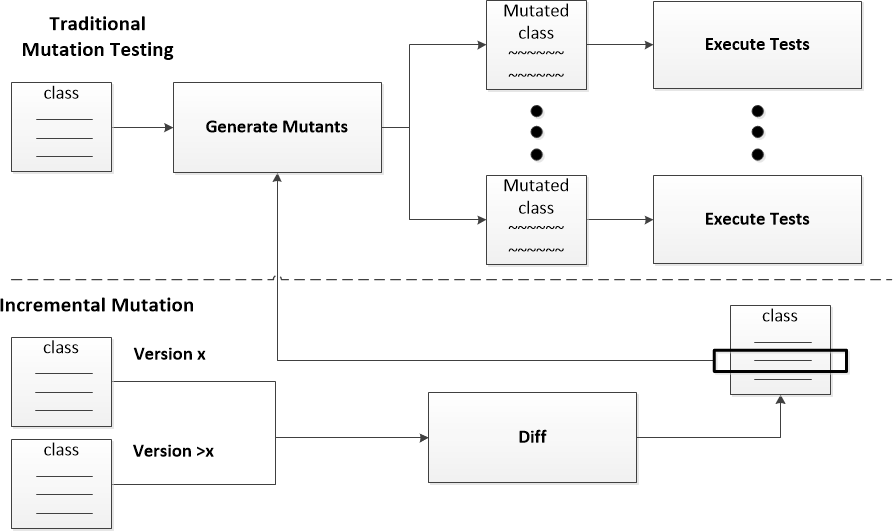 Traditional
Mutation Testing
class
Generate Mutants
Mutated
class
~~~~~~
~~~~~~
Execute Tests
Mutated
class
~~~~~~
~~~~~~
Execute Tests
Incremental Mutation
class
Version x
class
Version >x
Diff
class